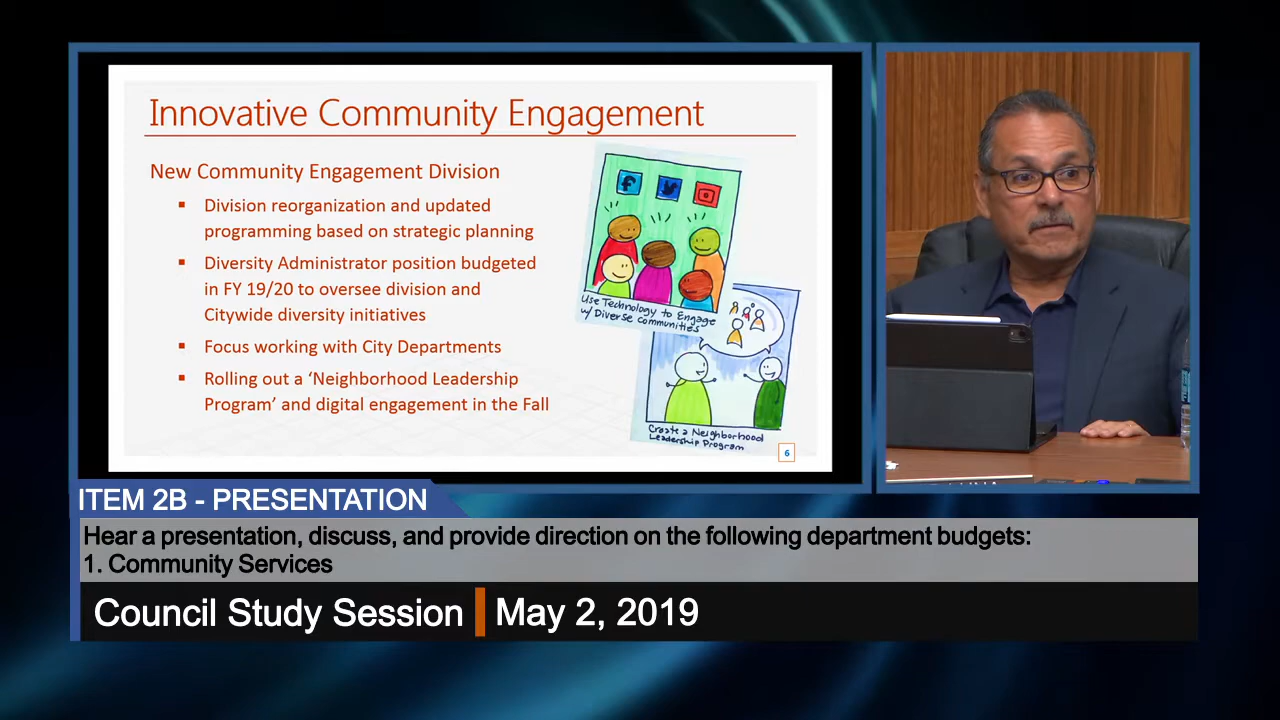 Innovative Community Engagement
New Community Engagement Division
▪ Division reorganization and updated
programming based on strategic planning
▪ Diversity Administrator position budgeted
in FY 19/20 to oversee division and
Citywide diversity initiatives
▪ Focus working with City Departments
▪ Rolling out a ‘Neighborhood Leadership
Program’ and digital engagement in the Fall
Use Technology to Engage
w/ Diverse Communities
Create a Neighborhood
Leadership Program
6
ITEM 2B - PRESENTATION
Hear a presentation, discuss, and provide direction on the following department budgets:
1. Community Services
Council Study Session
May 2, 2019